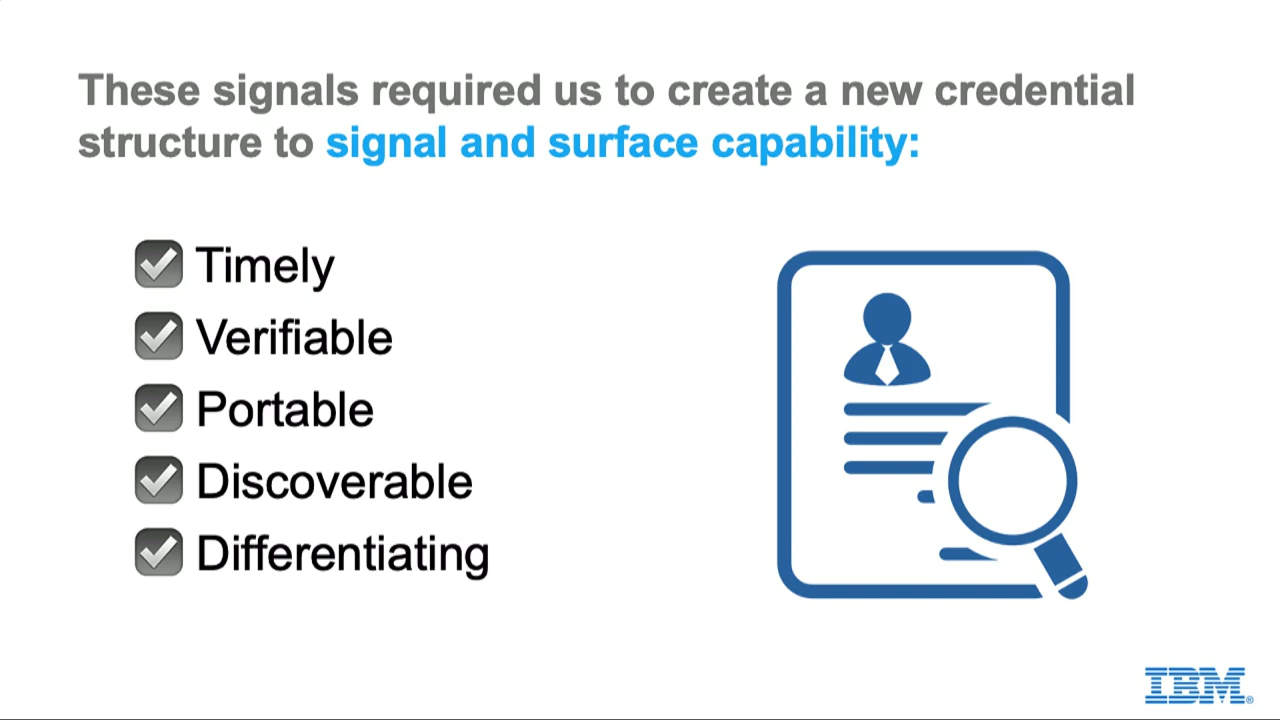 These signals required us to create a new credential
structure to signal and surface capability:
Timely
Verifiable
Portable
Discoverable
Differentiating
IBM®